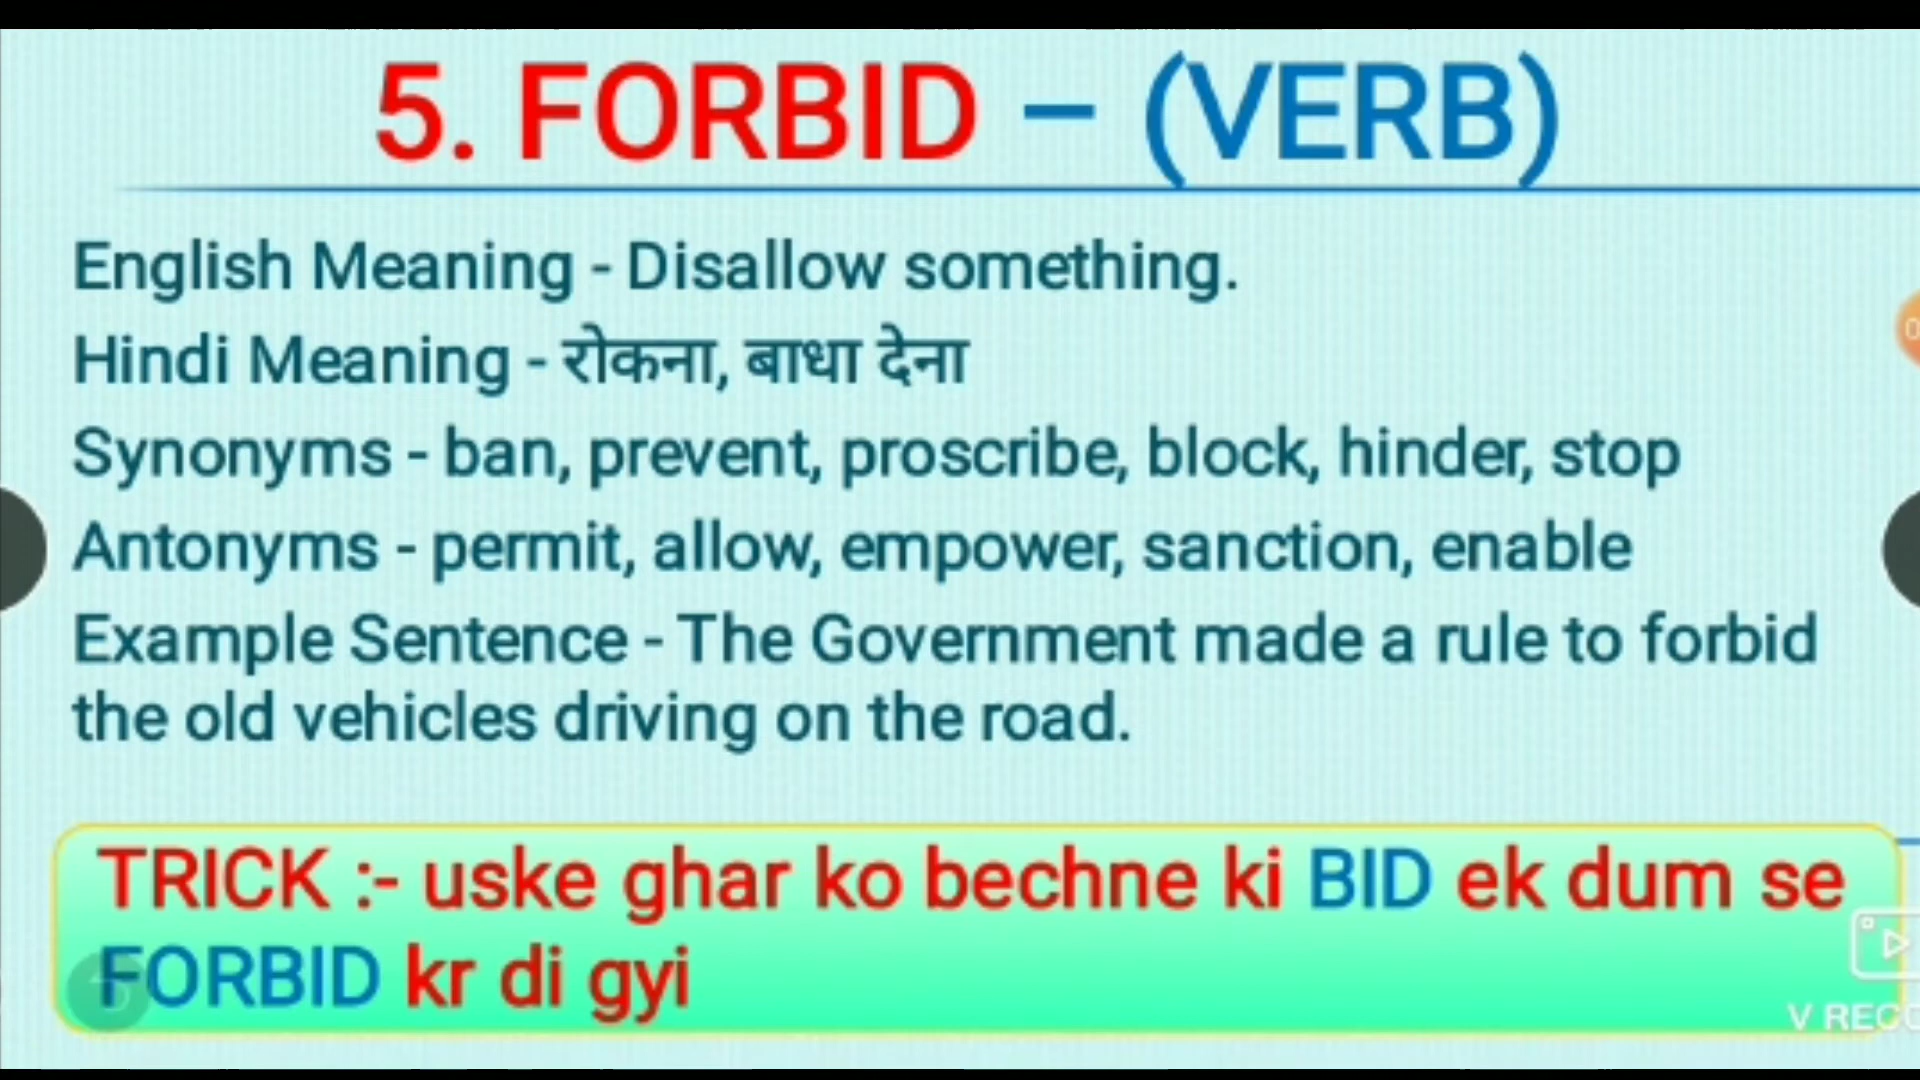 5. FORBID – (VERB)
English Meaning - Disallow something.
Hindi Meaning - रोकना, बाधा देना
Synonyms - ban, prevent, proscribe, block, hinder, stop
Antonyms - permit, allow, empower, sanction, enable
Example Sentence - The Government made a rule to forbid
the old vehicles driving on the road.
TRICK :- uske ghar ko bechne ki BID ek dum se
FORBID kr di gyi
V